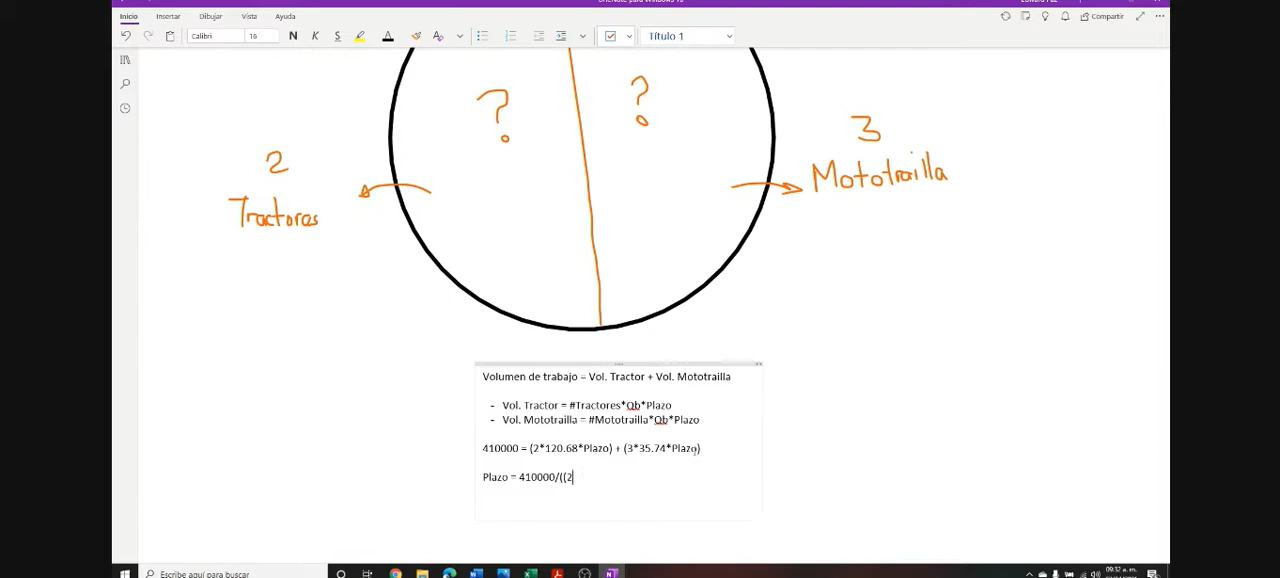 Inicio Insertar Dibujar Vista Ayuda
Compartir
Calibri 16 N K S A Título 1
? ?
3
Mototrailla
2
Tractores
Volumen de trabajo = Vol. Tractor + Vol. Mototrailla
- Vol. Tractor = #Tractores*Qb*Plazo
- Vol. Mototrailla = #Mototrailla*Qb*Plazo
410000 = (2*120.68*Plazo) + (3*35.74*Plazo)
Plazo = 410000/((2
Escribe aquí para buscar
09:32 a. m.